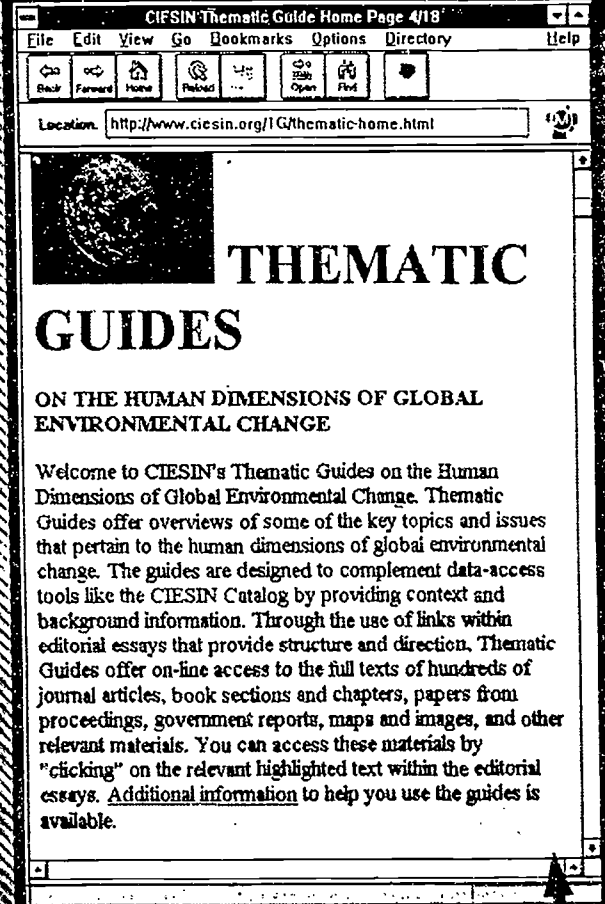 CIESIN Thematic Guide Home Page 4/18
File Edit View Go Bookmarks Options Directory Help
Back Forward Home Reload Open Find
Location: http://www.ciesin.org/TG/thematic-home.html
THEMATIC
GUIDES
ON THE HUMAN DIMENSIONS OF GLOBAL
ENVIRONMENTAL CHANGE
Welcome to CIESIN's Thematic Guides on the Human
Dimensions of Global Environmental Change. Thematic
Guides offer overviews of some of the key topics and issues
that pertain to the human dimensions of global environmental
change. The guides are designed to complement data-access
tools like the CIESIN Catalog by providing context and
background information. Through the use of links within
editorial essays that provide structure and direction, Thematic
Guides offer on-line access to the full texts of hundreds of
journal articles, book sections and chapters, papers from
proceedings, government reports, maps and images, and other
relevant materials. You can access these materials by
"clicking" on the relevant highlighted text within the editorial
essays. Additional information to help you use the guides is
available.